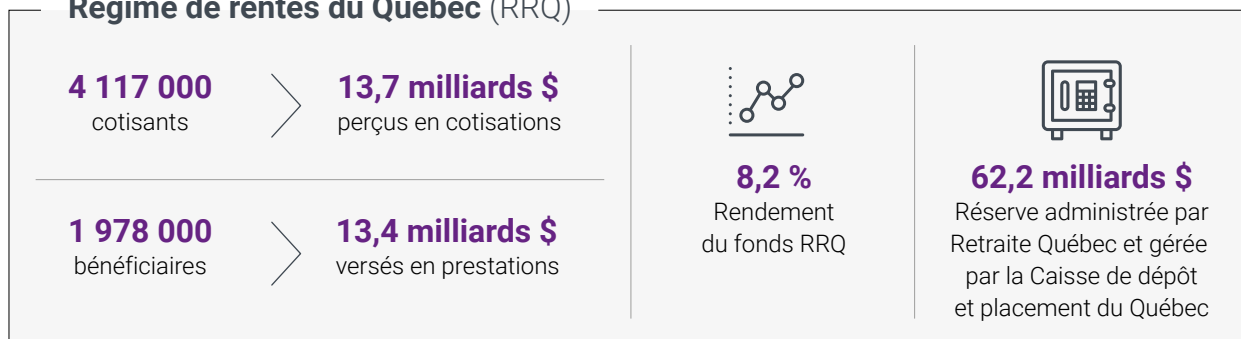 Régime de rentes du Québec (RRQ)
4 117 000
cotisants
13,7 milliards $
perçus en cotisations
1 978 000
bénéficiaires
13,4 milliards $
versés en prestations
8,2 %
Rendement
du fonds RRQ
62,2 milliards $
Réserve administrée par
Retraite Québec et gérée
par la Caisse de dépôt
et placement du Québec